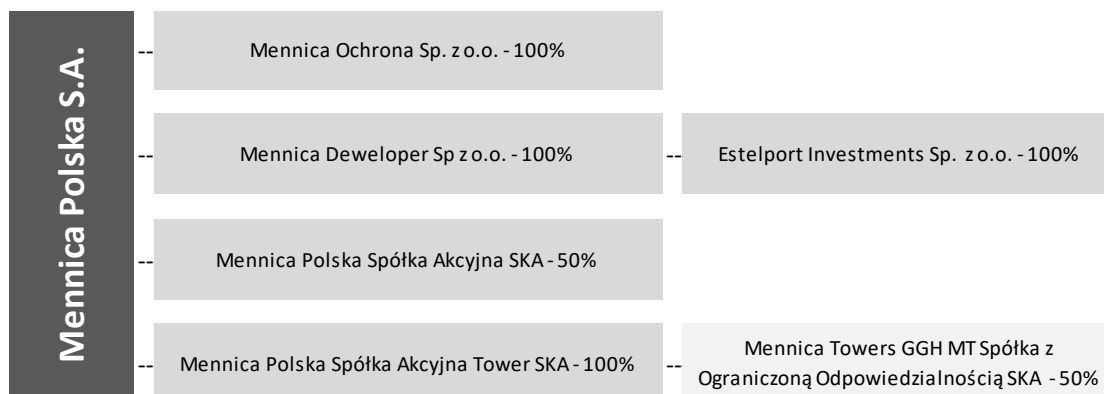 Mennica Polska S.A.
-- Mennica Ochrona Sp. z o.o. - 100%
-- Mennica Deweloper Sp z o.o. - 100%
-- Estelport Investments Sp. z o.o. - 100%
-- Mennica Polska Spółka Akcyjna SKA - 50%
-- Mennica Polska Spółka Akcyjna Tower SKA - 100%
-- Mennica Towers GGH MT Spółka z
Ograniczoną Odpowiedzialnością SKA - 50%